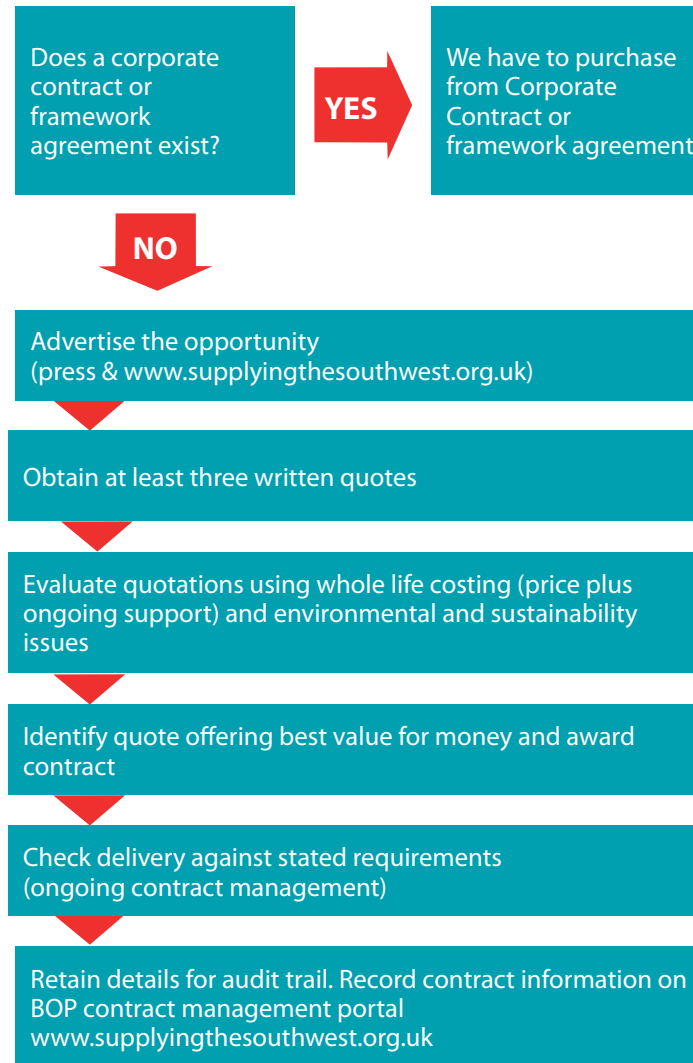 Does a corporate
contract or
framework
agreement exist?
YES
We have to purchase
from Corporate
Contract or
framework agreement
NO
Advertise the opportunity
(press & www.supplyingthesouthwest.org.uk)
Obtain at least three written quotes
Evaluate quotations using whole life costing (price plus
ongoing support) and environmental and sustainability
issues
Identify quote offering best value for money and award
contract
Check delivery against stated requirements
(ongoing contract management)
Retain details for audit trail. Record contract information on
BOP contract management portal
www.supplyingthesouthwest.org.uk